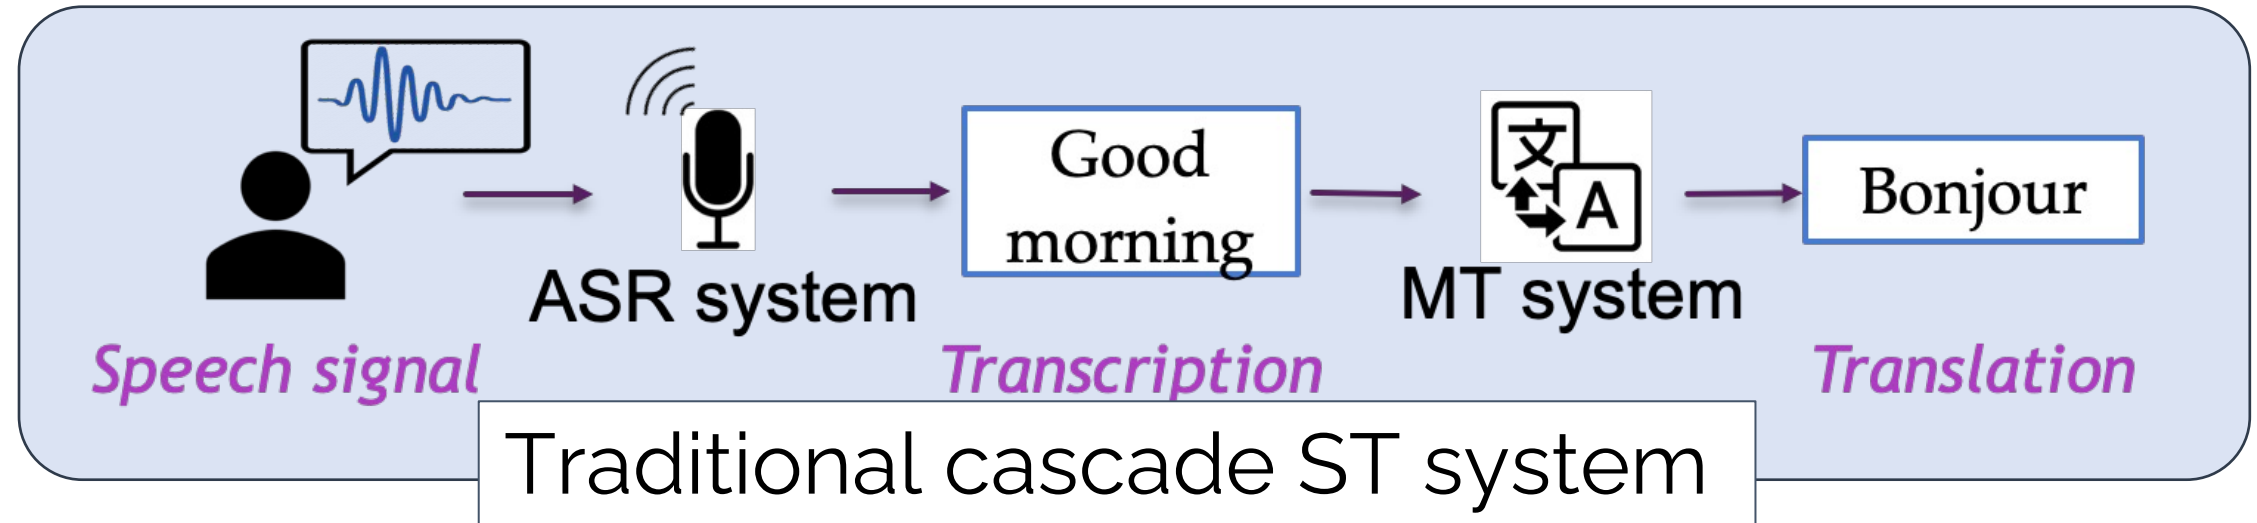 Good
morning
文
A
Bonjour
ASR system
MT system
Speech signal
Transcription
Translation
Traditional cascade ST system